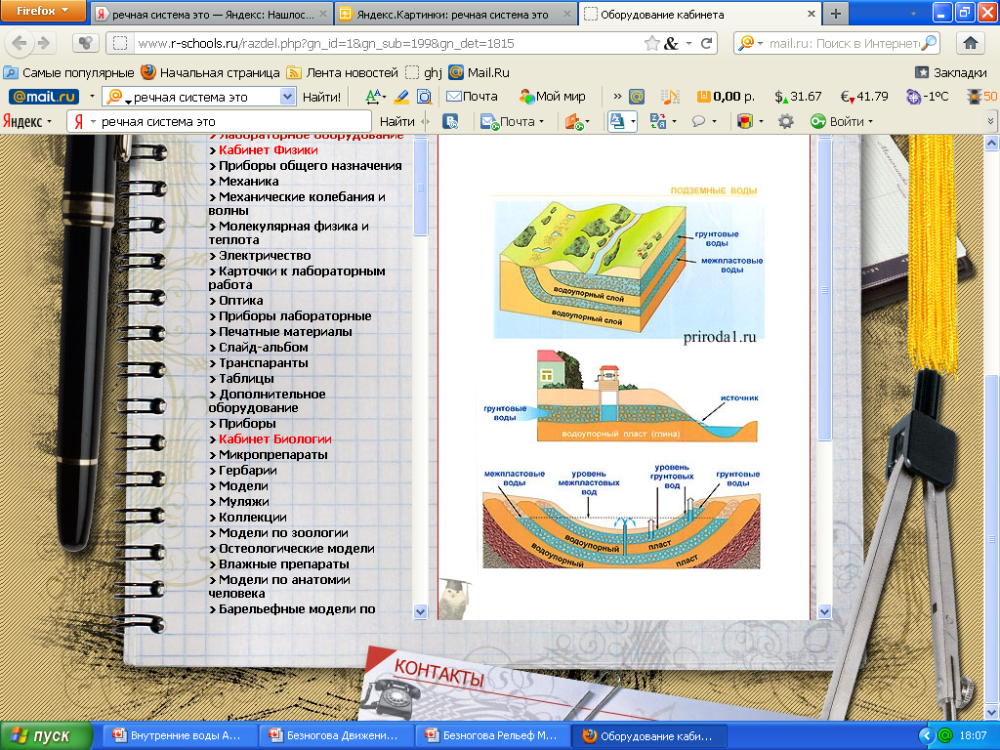 Firefox
речная система это — Яндекс: Нашлос...
Яндекс.Картинки: речная система это
Оборудование кабинета
www.r-schools.ru/razdel.php?gn_id=1&gn_sub=199&gn_det=1815
mail.ru: Поиск в Интернет
Самые популярные
Начальная страница
Лента новостей
ghj
Mail.Ru
Закладки
@mail.ru
речная система это
Найти!
Почта
Мой мир
0,00 р.
$ 31.67
€ 41.79
-1°C
50
Яндекс
речная система это
Найти
Почта
Войти
Лабораторное оборудование
> Кабинет Физики
> Приборы общего назначения
> Механика
> Механические колебания и
волны
> Молекулярная физика и
теплота
> Электричество
> Карточки к лабораторным
работа
> Оптика
> Приборы лабораторные
> Печатные материалы
> Слайд-альбом
> Транспаранты
> Таблицы
> Дополнительное
оборудование
> Приборы
> Кабинет Биологии
> Микропрепараты
> Гербарии
> Модели
> Муляжи
> Коллекции
> Модели по зоологии
> Остеологические модели
> Влажные препараты
> Модели по анатомии
человека
> Барельефные модели по
ПОДЗЕМНЫЕ ВОДЫ
грунтовые
воды
межпластовые
воды
водоупорный слой
водоупорный слой
priroda1.ru
грунтовые
воды
источник
водоупорный пласт (глина)
межпластовые
воды
уровень
межпластовых
вод
уровень
грунтовых
вод
грунтовые
воды
водоупорный пласт
водоупорный пласт
КОНТАКТЫ
пуск
Внутренние воды А...
Безногова Движени...
Безногова Рельеф М...
Оборудование каби...
18:07